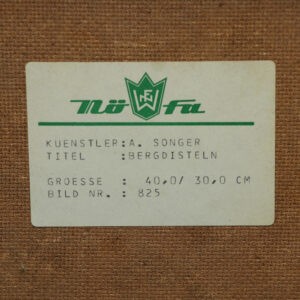 Nöfa
KUENSTLER:A. SONGER
TITEL :BERGDISTELN
GROESSE : 40,0/ 30,0 CM
BILD NR. : 825